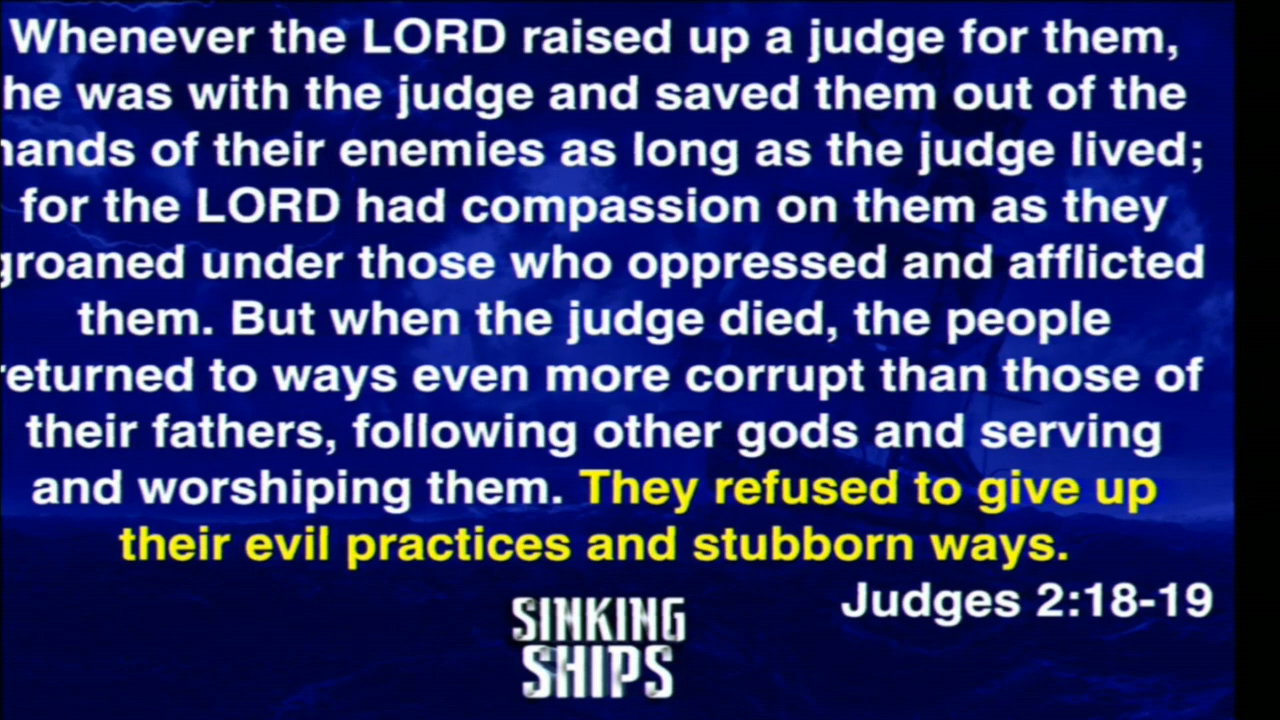 Whenever the LORD raised up a judge for them,
he was with the judge and saved them out of the
hands of their enemies as long as the judge lived;
for the LORD had compassion on them as they
groaned under those who oppressed and afflicted
them. But when the judge died, the people
returned to ways even more corrupt than those of
their fathers, following other gods and serving
and worshiping them. They refused to give up
their evil practices and stubborn ways.
Judges 2:18-19
SINKING
SHIPS